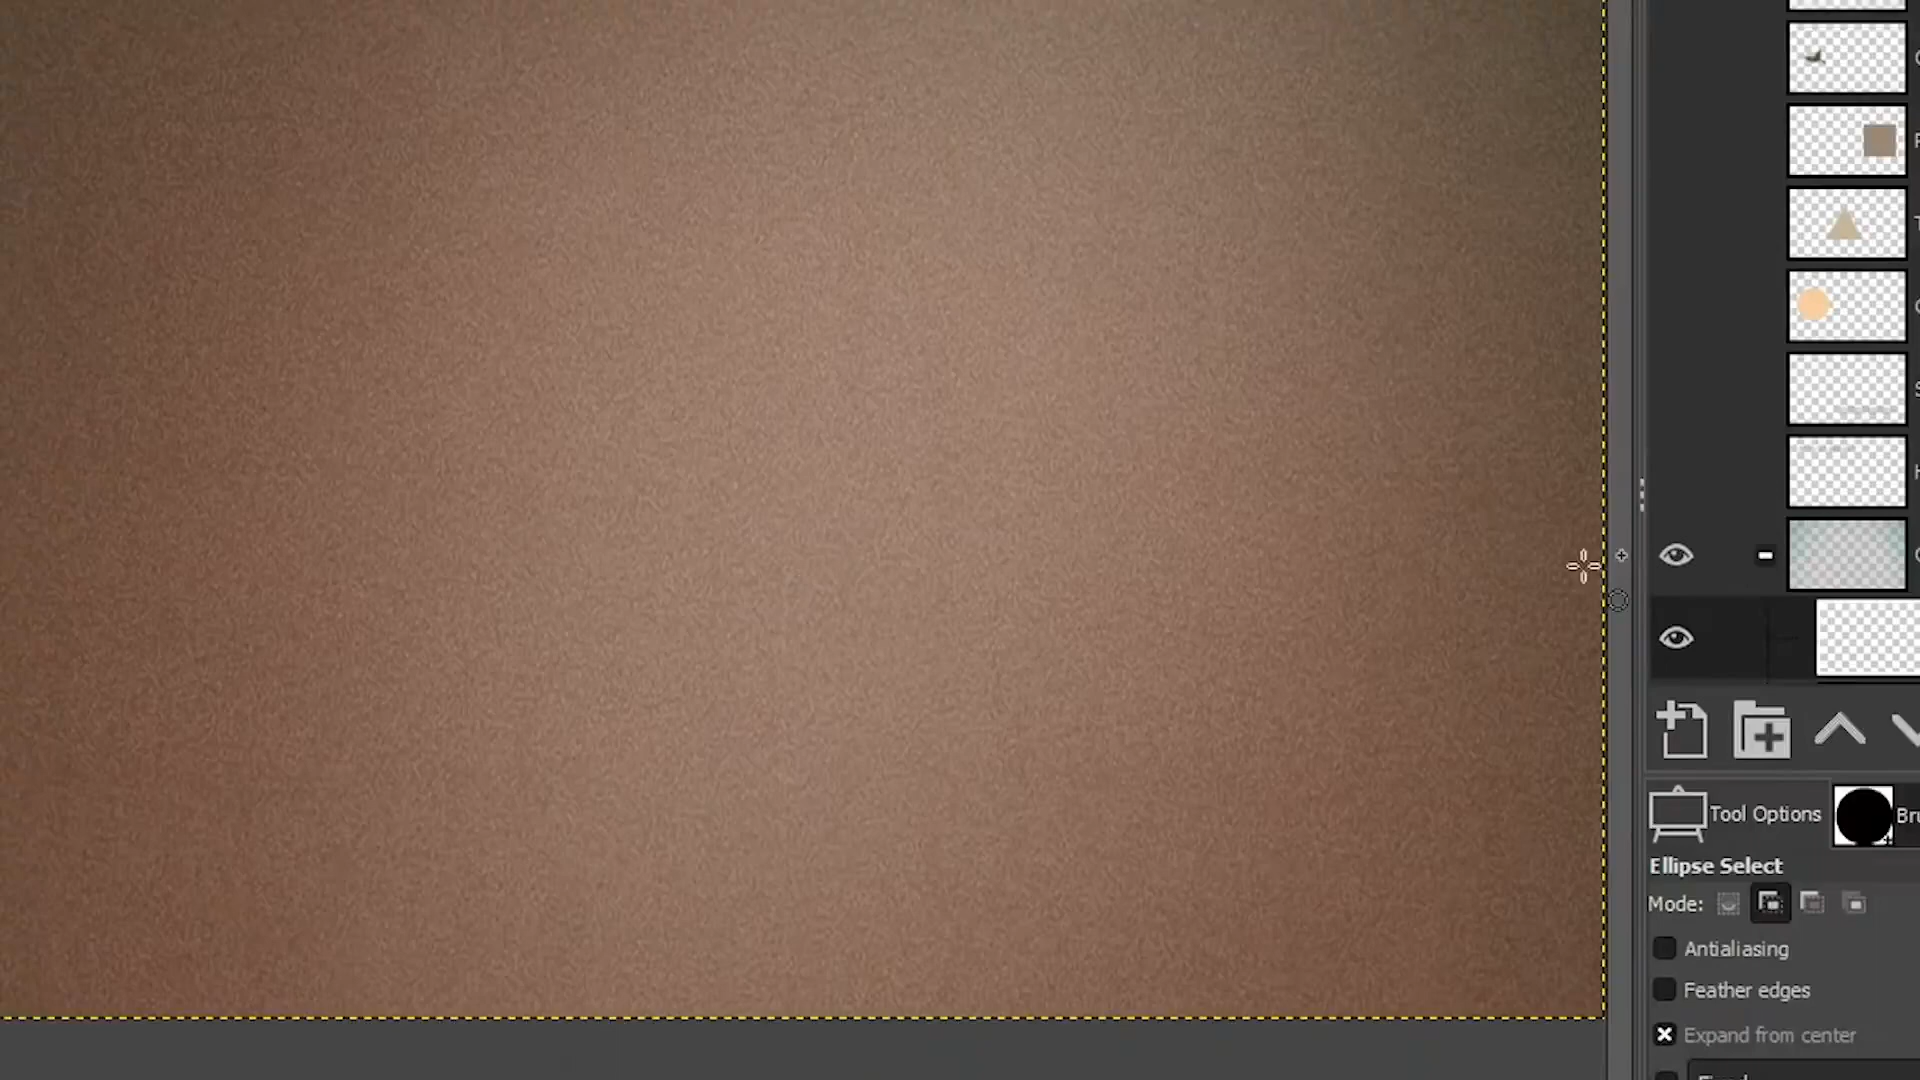 Tool Options
Ellipse Select
Mode:
Antialiasing
Feather edges
Expand from center